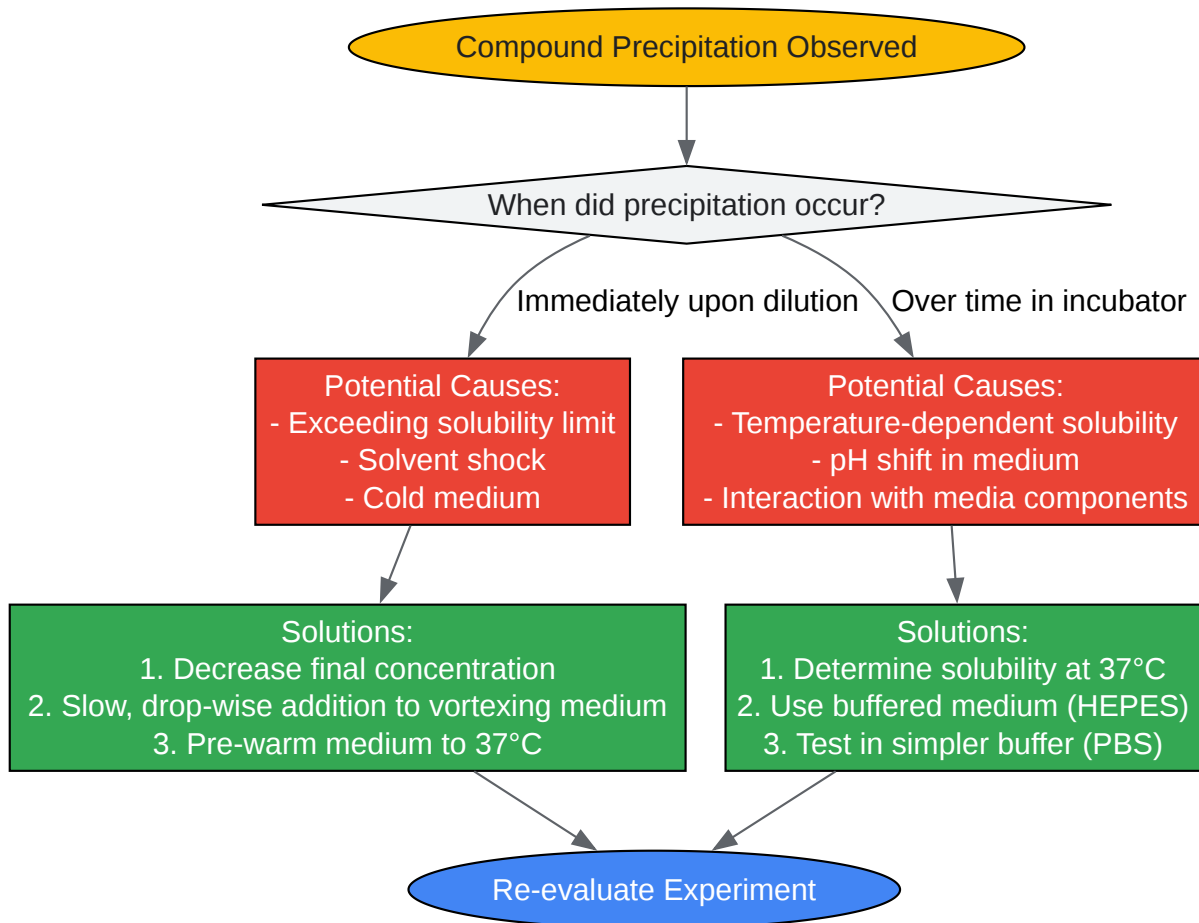 Compound Precipitation Observed
When did precipitation occur?
Immediately upon dilution
Over time in incubator
Potential Causes:
- Exceeding solubility limit
- Solvent shock
- Cold medium
Potential Causes:
- Temperature-dependent solubility
- pH shift in medium
- Interaction with media components
Solutions:
1. Decrease final concentration
2. Slow, drop-wise addition to vortexing medium
3. Pre-warm medium to 37°C
Solutions:
1. Determine solubility at 37°C
2. Use buffered medium (HEPES)
3. Test in simpler buffer (PBS)
Re-evaluate Experiment